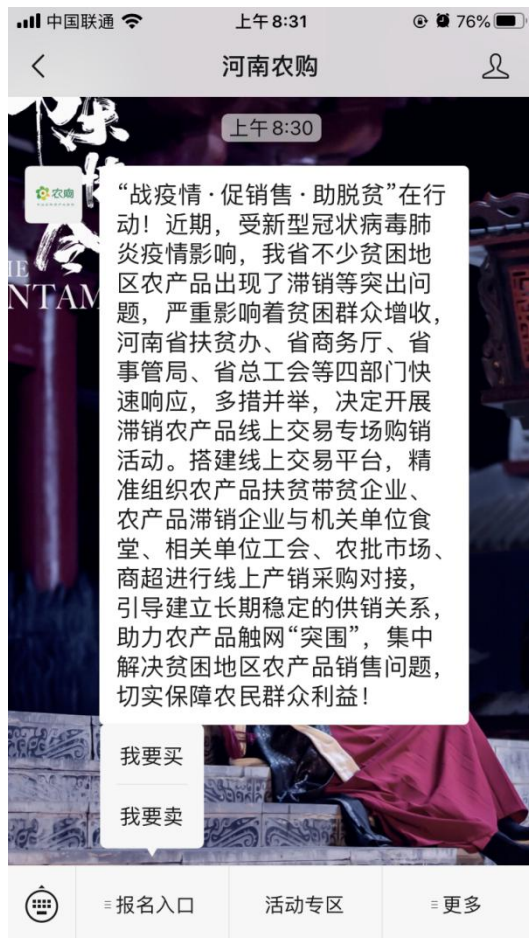 中国联通
上午8:31
76%
河南农购
上午8:30
农购
陈情令
THE
UNTAM
“战疫情·促销售·助脱贫”在行
动！近期，受新型冠状病毒肺
炎疫情影响，我省不少贫困地
区农产品出现了滞销等突出问
题，严重影响着贫困群众增收，
河南省扶贫办、省商务厅、省
事管局、省总工会等四部门快
速响应，多措并举，决定开展
滞销农产品线上交易专场购销
活动。搭建线上交易平台，精
准组织农产品扶贫带贫企业、
农产品滞销企业与机关单位食
堂、相关单位工会、农批市场、
商超进行线上产销采购对接，
引导建立长期稳定的供销关系，
助力农产品触网“突围”，集中
解决贫困地区农产品销售问题，
切实保障农民群众利益！
我要买
我要卖
报名入口
活动专区
更多